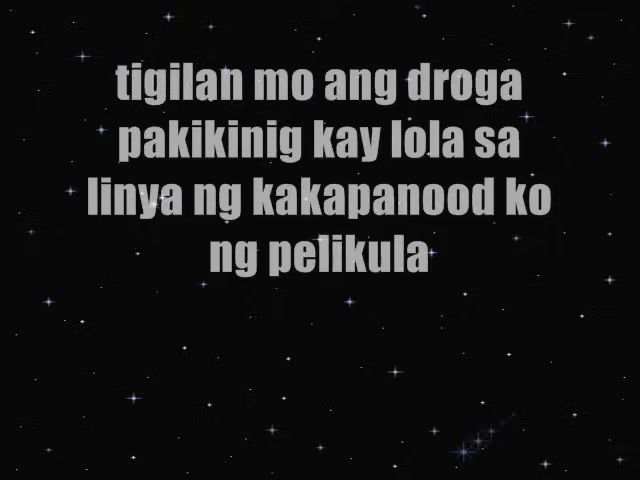 tigilan mo ang droga
pakikinig kay lola sa
linya ng kakapanood ko
ng pelikula